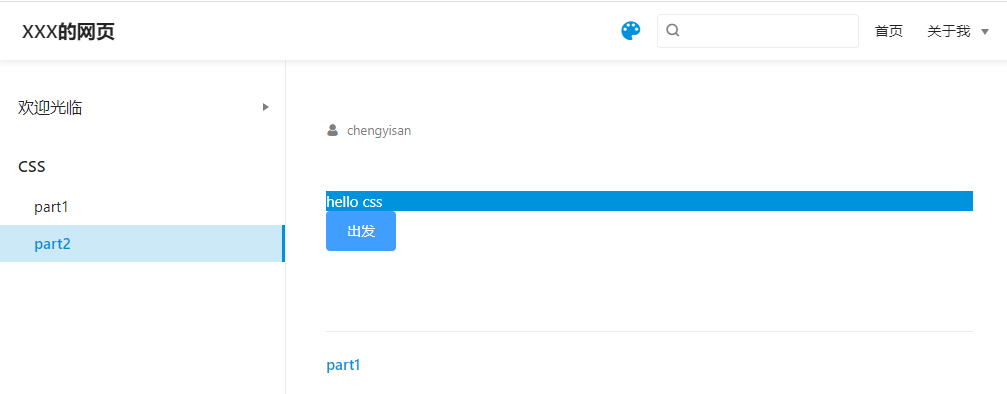 XXX的网页
首页
关于我
欢迎光临
CSS
part1
part2
chengyisan
hello css
出发
part1